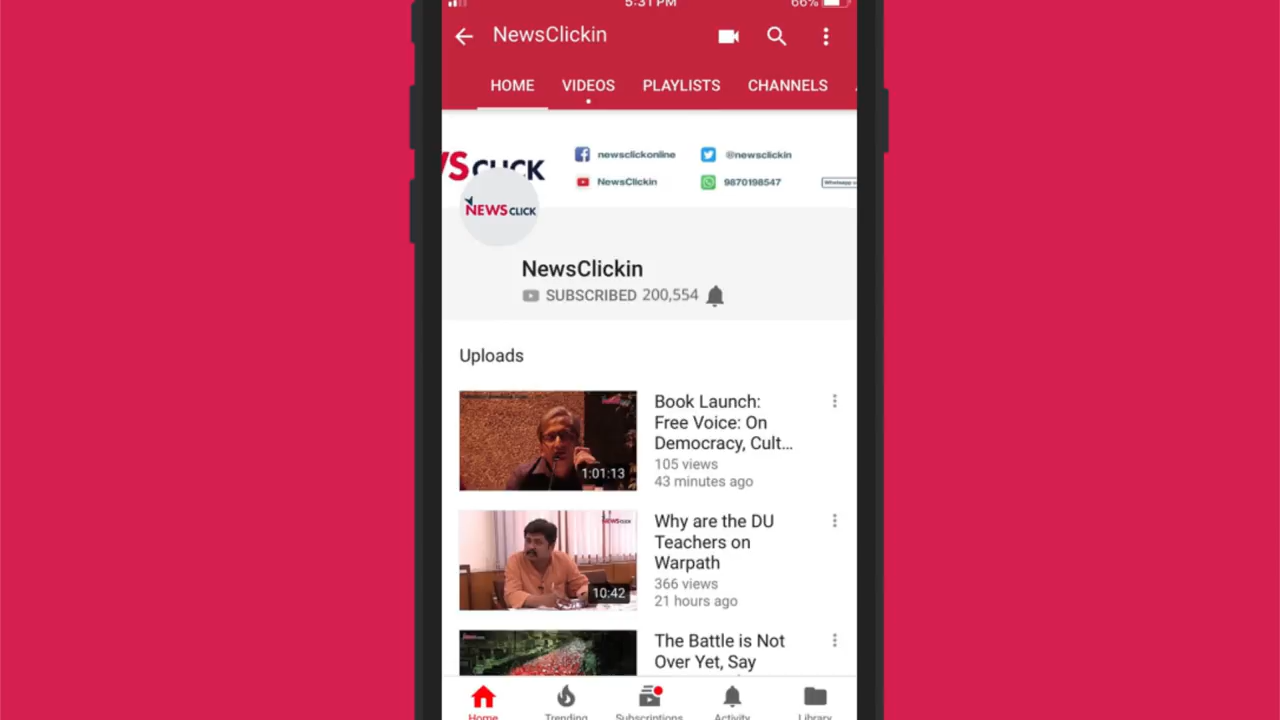 5:31 PM
66%
NewsClickin
HOME VIDEOS PLAYLISTS CHANNELS
CLICK
newsclickonline
@newsclickin
NewsClickin
9870198547
Whatsapp
NEWSCLICK
NewsClickin
SUBSCRIBED 200,554
Uploads
Book Launch:
Free Voice: On
Democracy, Cult...
105 views
43 minutes ago
1:01:13
Why are the DU
Teachers on
Warpath
366 views
21 hours ago
NEWSCLICK
10:42
The Battle is Not
Over Yet, Say
Home Trending Subscriptions Activity Library